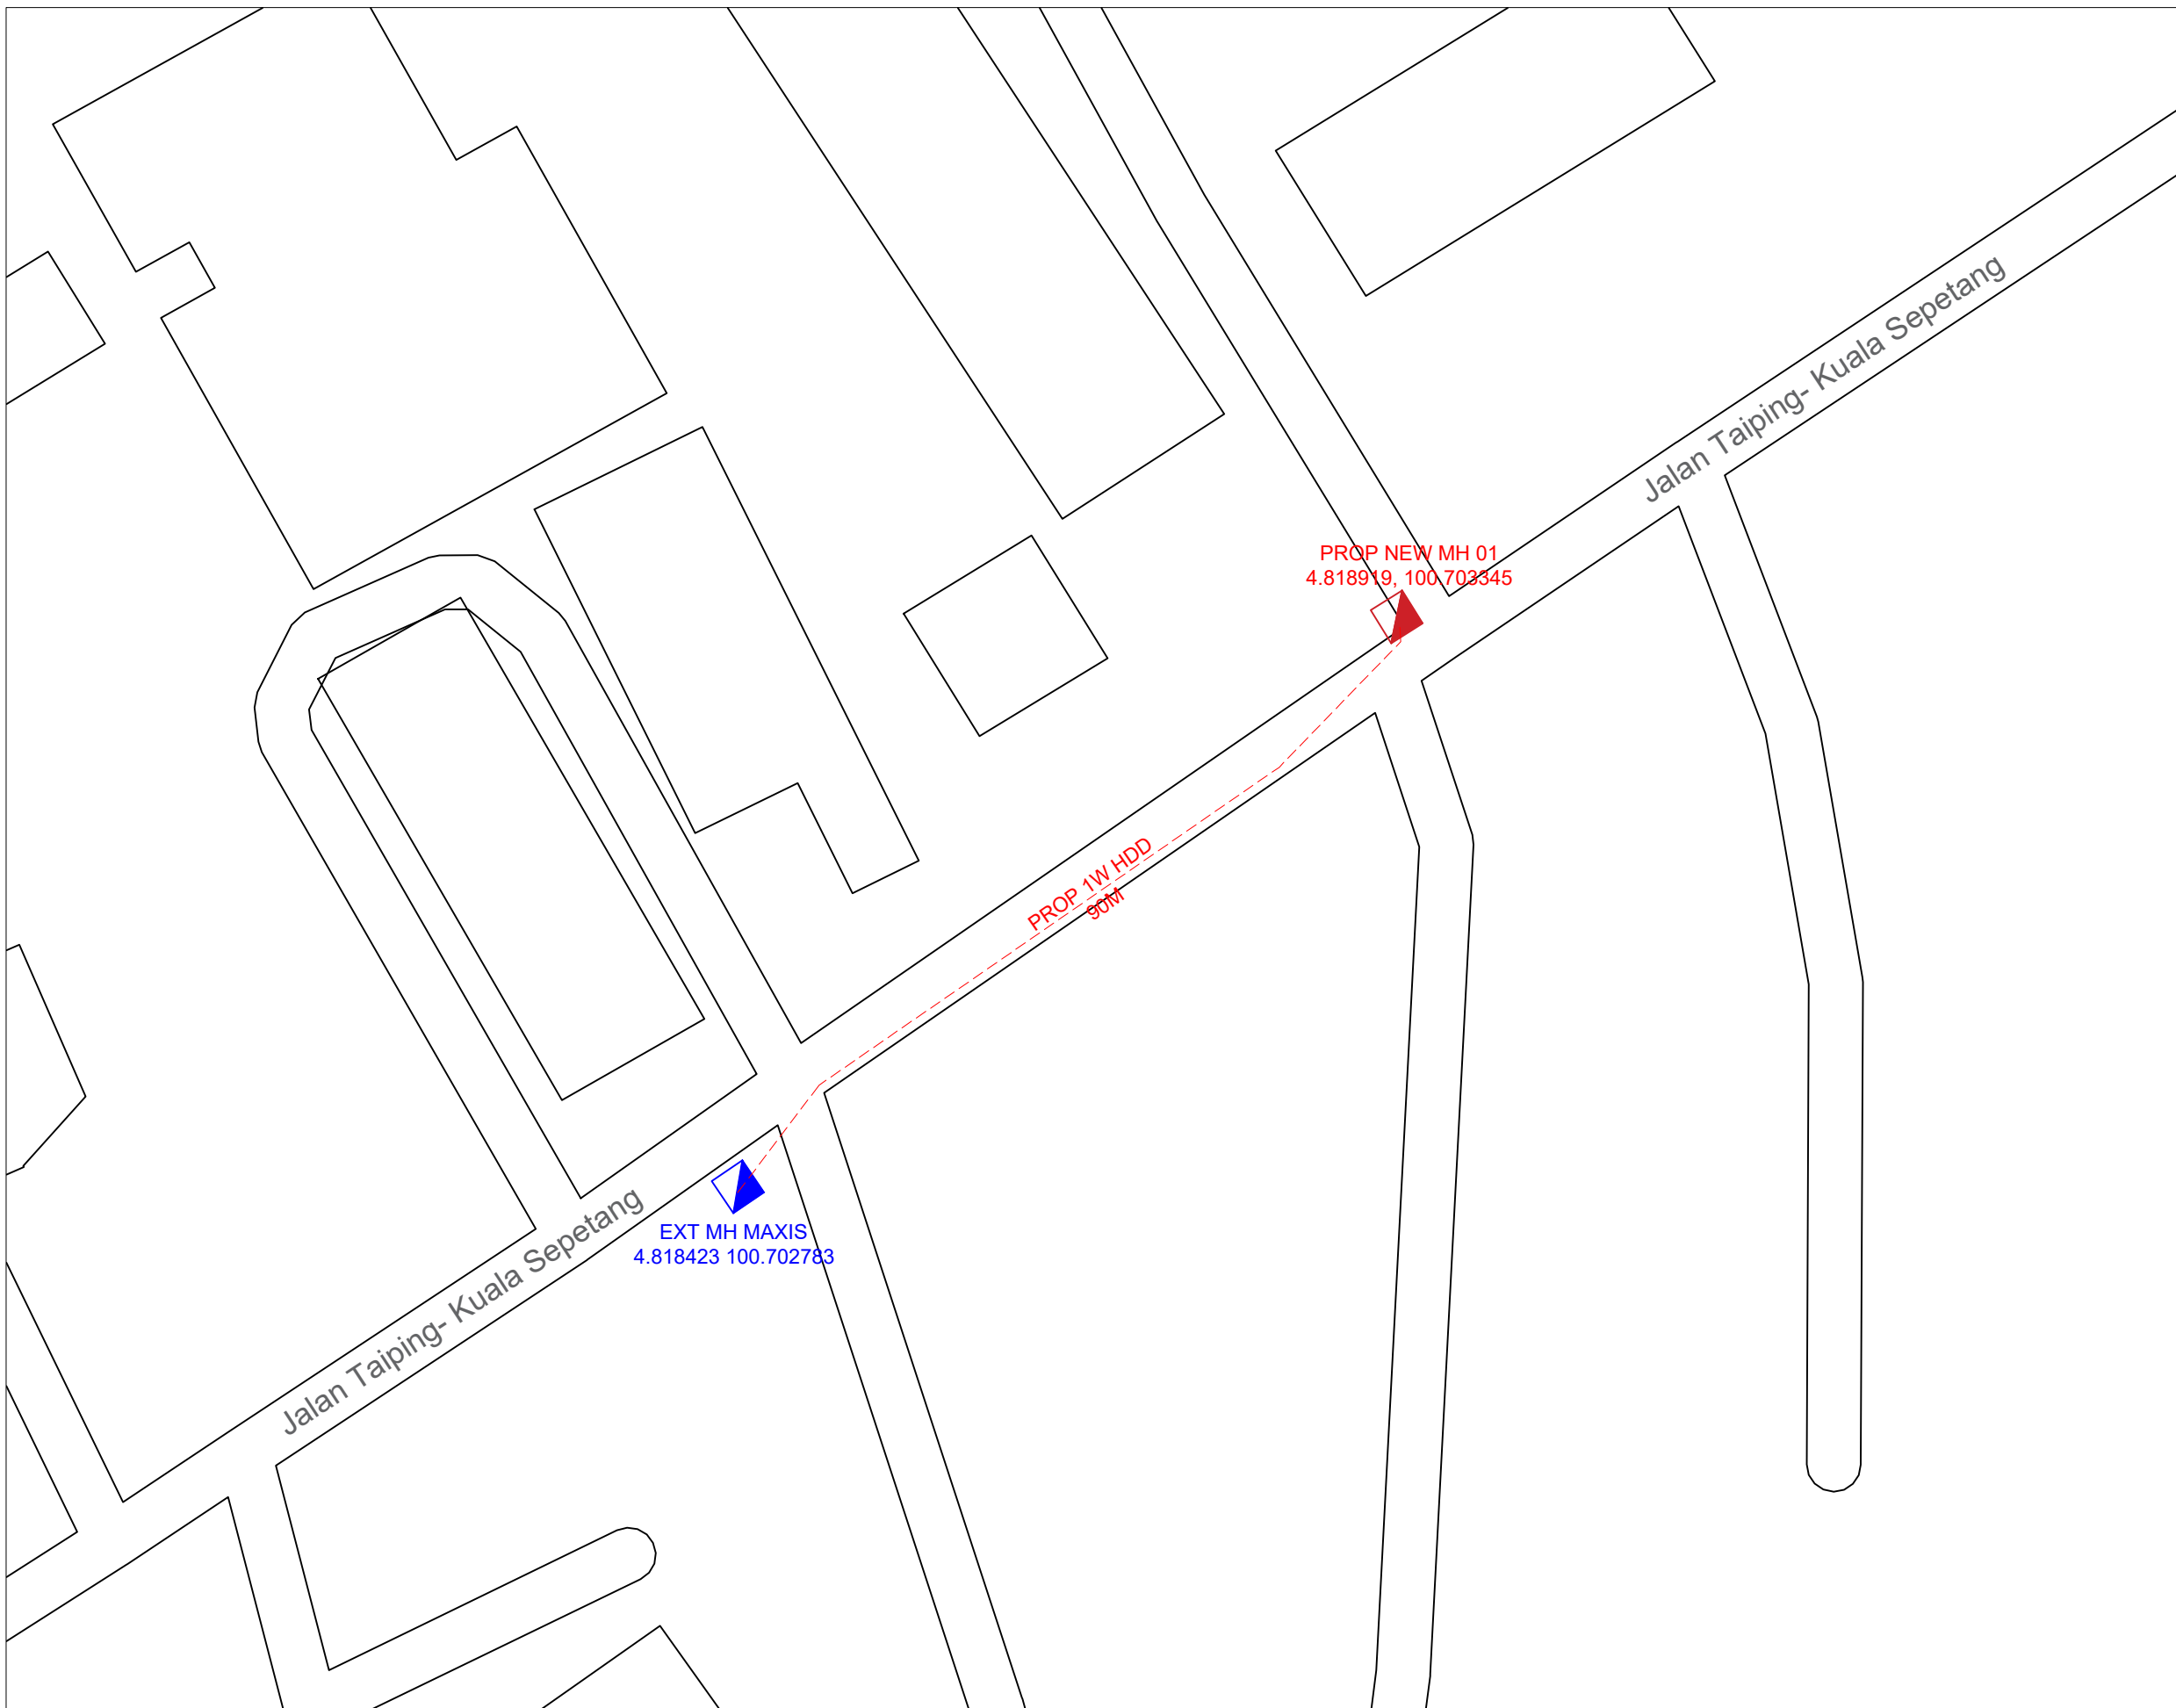 Jalan Taiping- Kuala Sepetang
PROP NEW MH 01
4.818919, 100.703345
PROP 1W HDD
90M
EXT MH MAXIS
4.818423 100.702783
Jalan Taiping- Kuala Sepetang